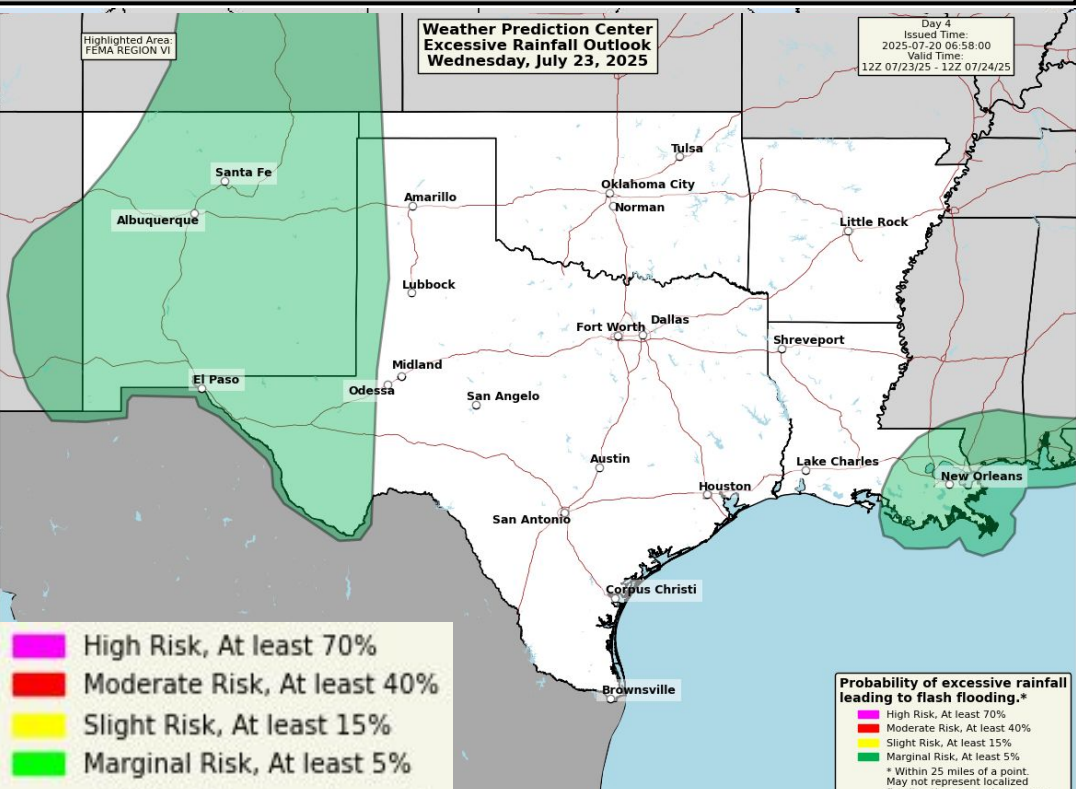 Highlighted Area:
FEMA REGION VI
Weather Prediction Center
Excessive Rainfall Outlook
Wednesday, July 23, 2025
Day 4
Issued Time:
2025-07-20 06:58:00
Valid Time:
12Z 07/23/25 - 12Z 07/24/25
Tulsa
Santa Fe
Oklahoma City
Amarillo
Norman
Albuquerque
Little Rock
Lubbock
Dallas
Fort Worth
Shreveport
Midland
El Paso
Odessa
San Angelo
Austin
Lake Charles
New Orleans
Houston
San Antonio
Corpus Christi
Brownsville
High Risk, At least 70%
Moderate Risk, At least 40%
Slight Risk, At least 15%
Marginal Risk, At least 5%
Probability of excessive rainfall
leading to flash flooding.*
High Risk, At least 70%
Moderate Risk, At least 40%
Slight Risk, At least 15%
Marginal Risk, At least 5%
* Within 25 miles of a point.
May not represent localized